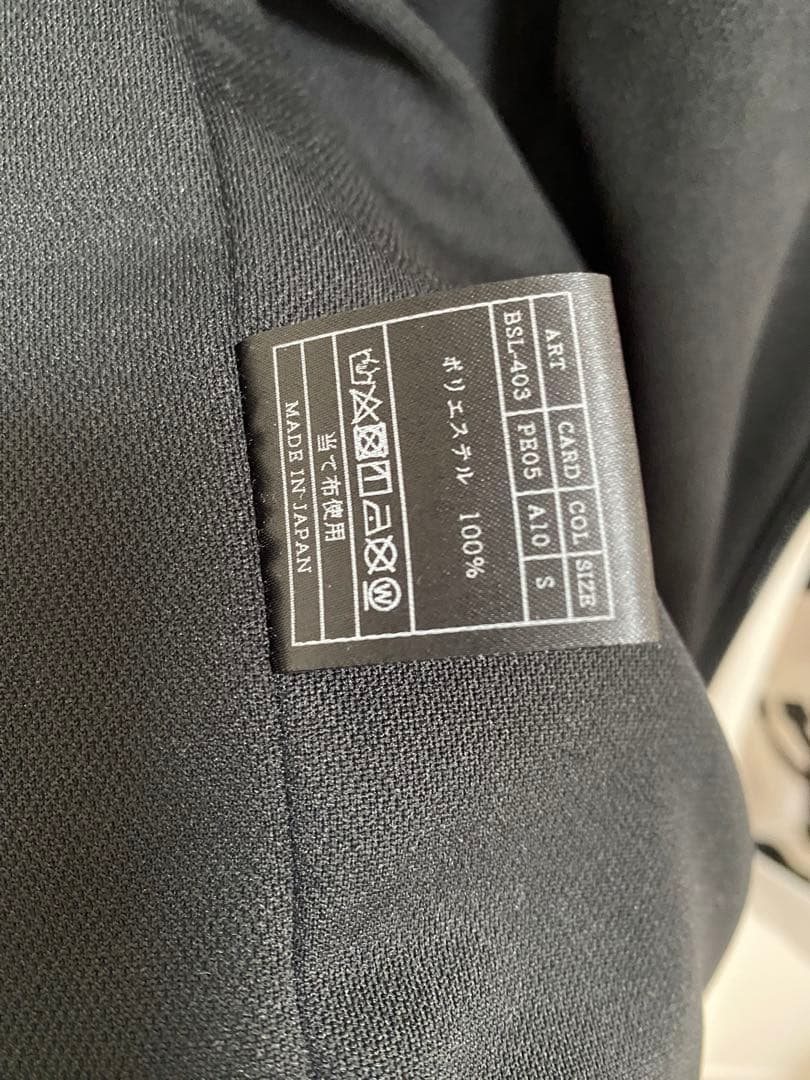 ART CARD COL SIZE
BSL-403 PE05 A10 S
ポリエステル 100%
W
当て布使用
MADE IN JAPAN